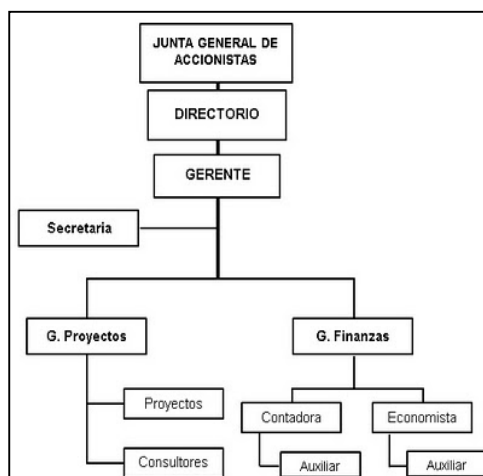 JUNTA GENERAL DE
ACCIONISTAS
DIRECTORIO
GERENTE
Secretaria
G. Proyectos
G. Finanzas
Proyectos
Contadora
Economista
Consultores
Auxiliar
Auxiliar